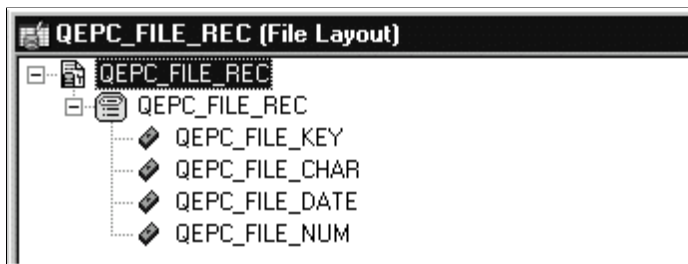 QEPC_FILE_REC (File Layout)
QEPC_FILE_REC
QEPC_FILE_REC
QEPC_FILE_KEY
QEPC_FILE_CHAR
QEPC_FILE_DATE
QEPC_FILE_NUM